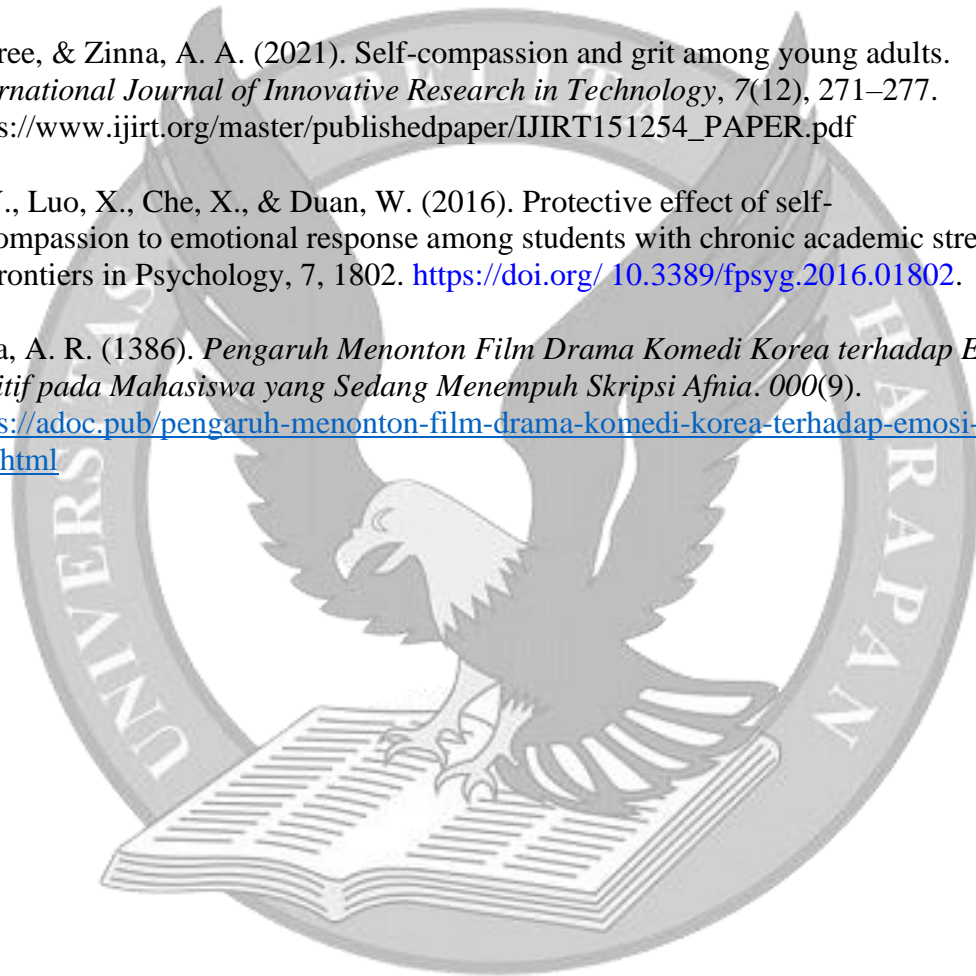 ree, & Zinna, A. A. (2021). Self-compassion and grit among young adults.
rnational Journal of Innovative Research in Technology, 7(12), 271–277.
s://www.ijirt.org/master/publishedpaper/IJIRT151254_PAPER.pdf
., Luo, X., Che, X., & Duan, W. (2016). Protective effect of self-
ompassion to emotional response among students with chronic academic stre
rontiers in Psychology, 7, 1802. https://doi.org/ 10.3389/fpsyg.2016.01802.
a, A. R. (1386). Pengaruh Menonton Film Drama Komedi Korea terhadap E
itif pada Mahasiswa yang Sedang Menempuh Skripsi Afnia. 000(9).
s://adoc.pub/pengaruh-menonton-film-drama-komedi-korea-terhadap-emosi-
html
UNIVERSITAS PELITA HARAPAN